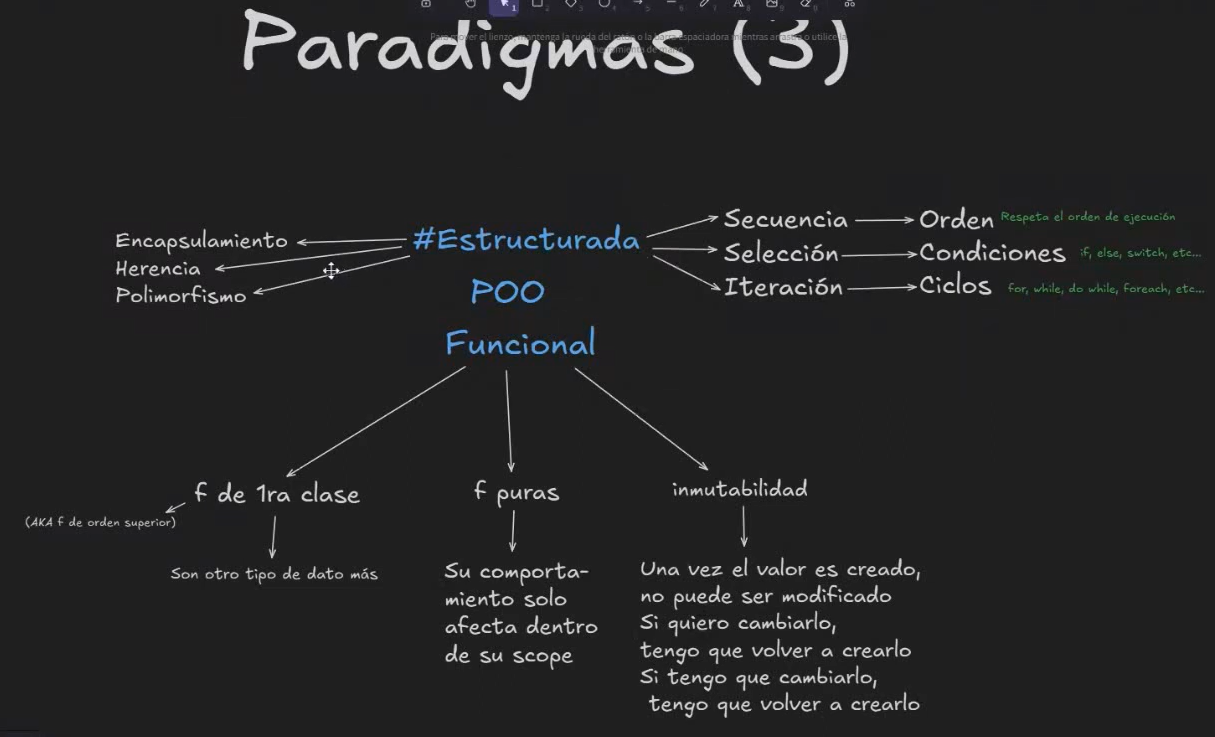 Paradigmas (3)
Para mover el lienzo, mantenga la rueda del ratón o la barra espaciadora mientras arrastra o utilice la
herramienta de mano
Encapsulamiento
Herencia
Polimorfismo
#Estructurada
POO
Funcional
Secuencia
Orden
Respeta el orden de ejecución
Selección
Condiciones
if, else, switch, etc...
Iteración
Ciclos
for, while, do while, foreach, etc...
f de 1ra clase
(AKA f de orden superior)
Son otro tipo de dato más
f puras
Su comporta-
miento solo
afecta dentro
de su scope
inmutabilidad
Una vez el valor es creado,
no puede ser modificado
Si quiero cambiarlo,
tengo que volver a crearlo
Si tengo que cambiarlo,
tengo que volver a crearlo